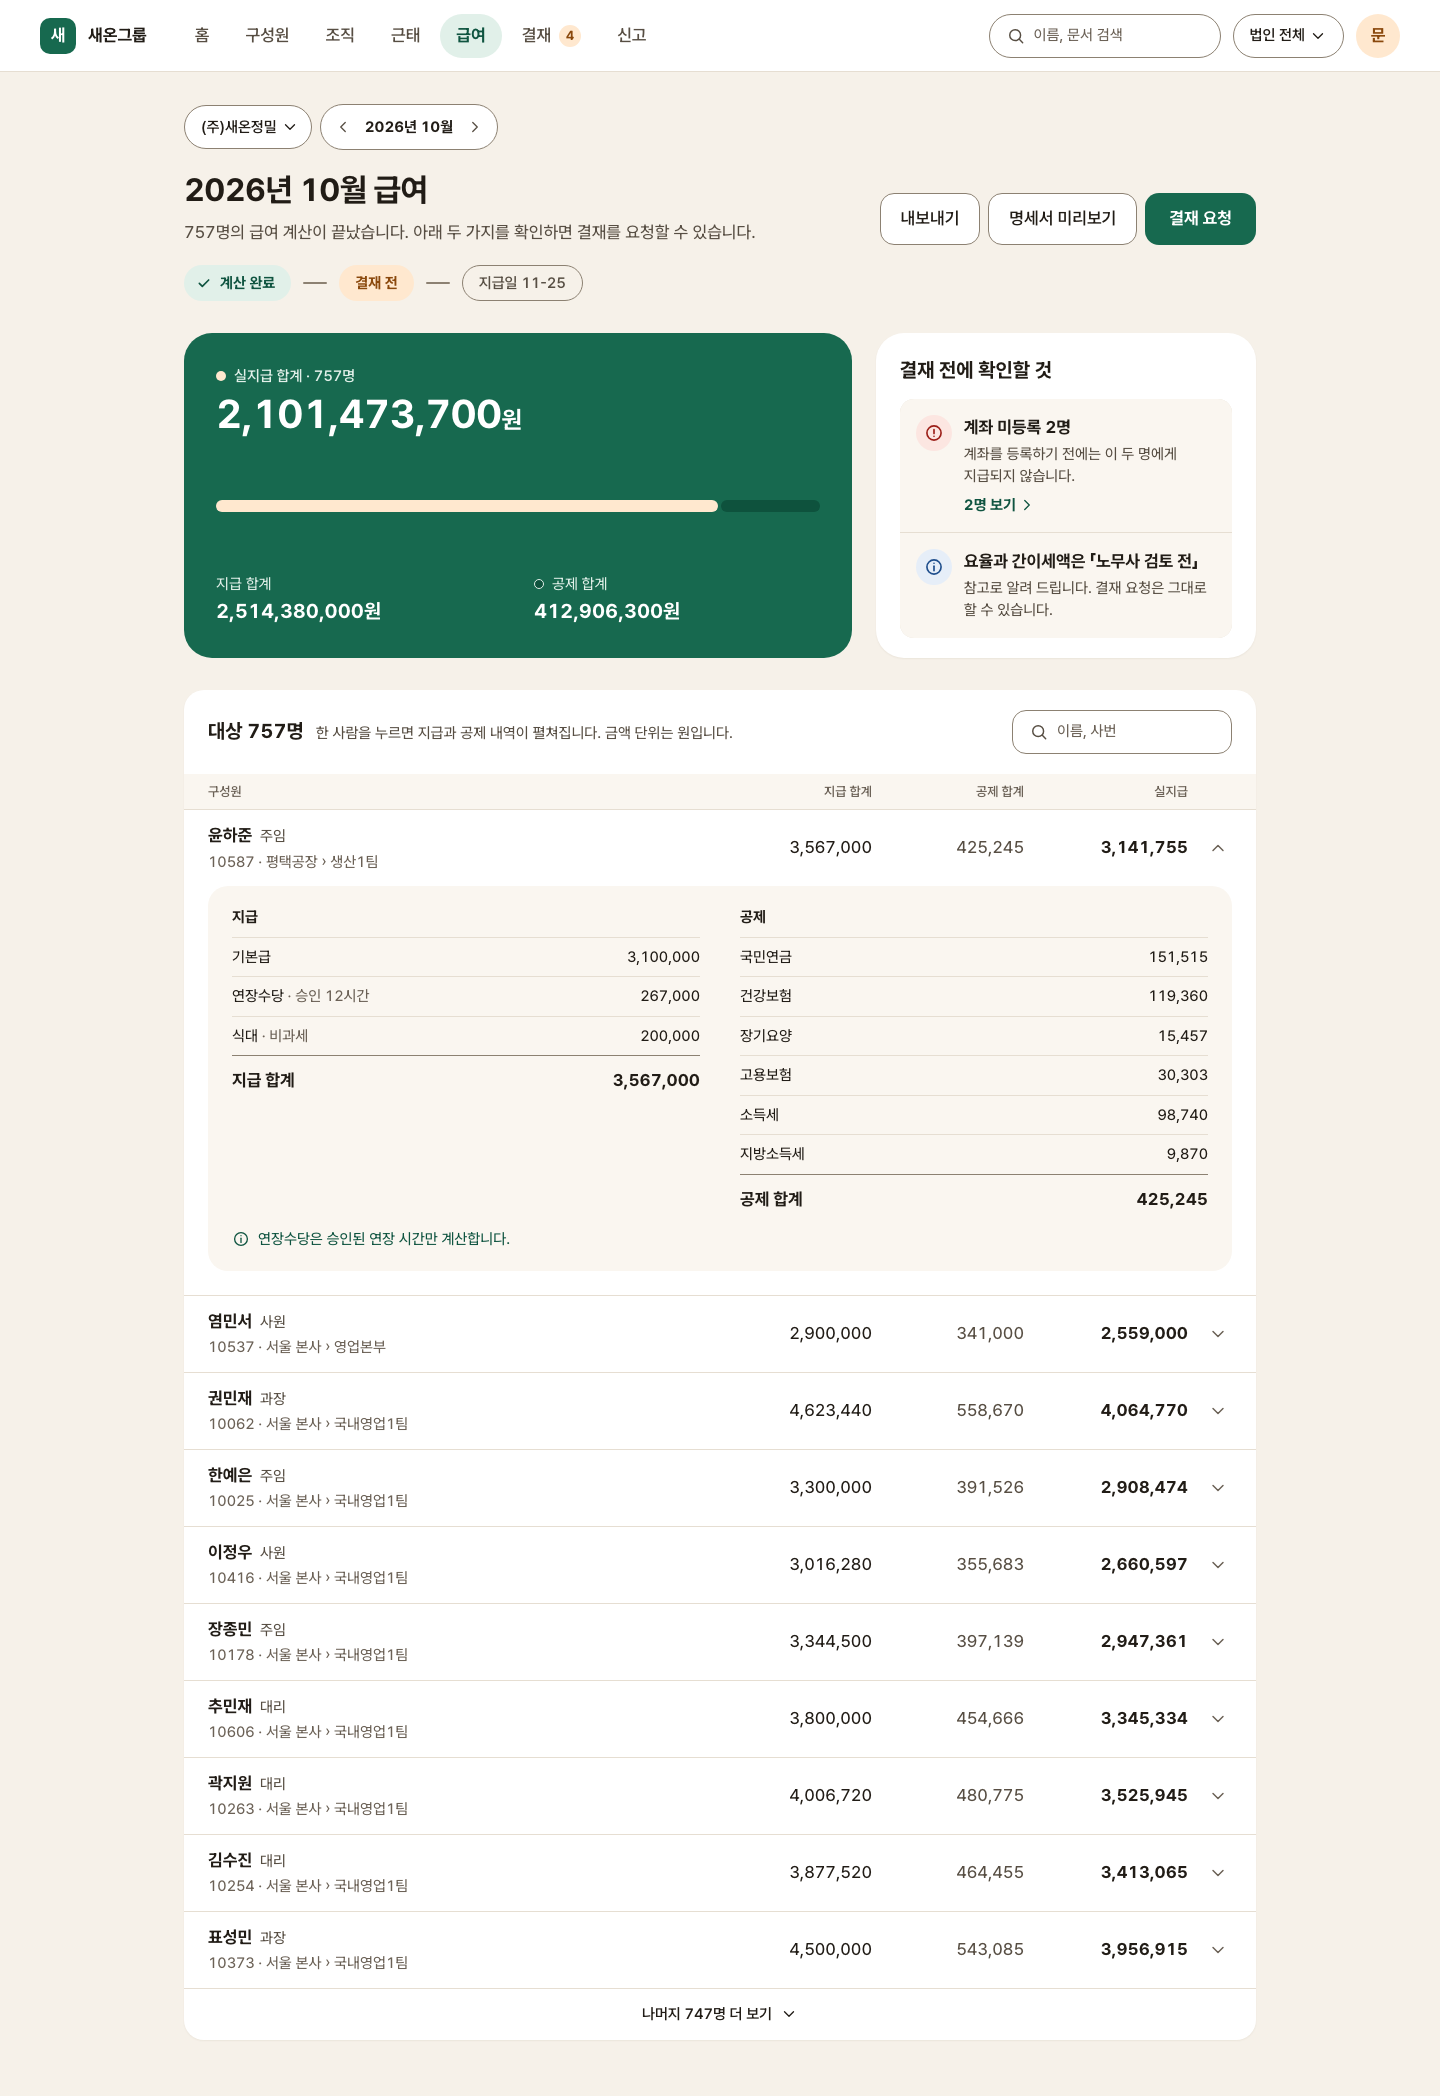 새 새온그룹 홈 구성원 조직 근태 급여 결재 4 신고 이름, 문서 검색 법인 전체 문
(주)새온정밀 2026년 10월
2026년 10월 급여
757명의 급여 계산이 끝났습니다. 아래 두 가지를 확인하면 결재를 요청할 수 있습니다.
내보내기 명세서 미리보기 결재 요청
계산 완료 결재 전 지급일 11-25
실지급 합계 · 757명
2,101,473,700원
지급 합계 공제 합계
2,514,380,000원 412,906,300원
결재 전에 확인할 것
계좌 미등록 2명
계좌를 등록하기 전에는 이 두 명에게
지급되지 않습니다.
2명 보기
요율과 간이세액은 「노무사 검토 전」
참고로 알려 드립니다. 결재 요청은 그대로
할 수 있습니다.
대상 757명 한 사람을 누르면 지급과 공제 내역이 펼쳐집니다. 금액 단위는 원입니다. 이름, 사번
구성원 지급 합계 공제 합계 실지급
윤하준 주임 3,567,000 425,245 3,141,755
10587 · 평택공장 › 생산1팀
지급
기본급 3,100,000
연장수당 · 승인 12시간 267,000
식대 · 비과세 200,000
지급 합계 3,567,000
공제
국민연금 151,515
건강보험 119,360
장기요양 15,457
고용보험 30,303
소득세 98,740
지방소득세 9,870
공제 합계 425,245
연장수당은 승인된 연장 시간만 계산합니다.
염민서 사원 2,900,000 341,000 2,559,000
10537 · 서울 본사 › 영업본부
권민재 과장 4,623,440 558,670 4,064,770
10062 · 서울 본사 › 국내영업1팀
한예은 주임 3,300,000 391,526 2,908,474
10025 · 서울 본사 › 국내영업1팀
이정우 사원 3,016,280 355,683 2,660,597
10416 · 서울 본사 › 국내영업1팀
장종민 주임 3,344,500 397,139 2,947,361
10178 · 서울 본사 › 국내영업1팀
추민재 대리 3,800,000 454,666 3,345,334
10606 · 서울 본사 › 국내영업1팀
곽지원 대리 4,006,720 480,775 3,525,945
10263 · 서울 본사 › 국내영업1팀
김수진 대리 3,877,520 464,455 3,413,065
10254 · 서울 본사 › 국내영업1팀
표성민 과장 4,500,000 543,085 3,956,915
10373 · 서울 본사 › 국내영업1팀
나머지 747명 더 보기